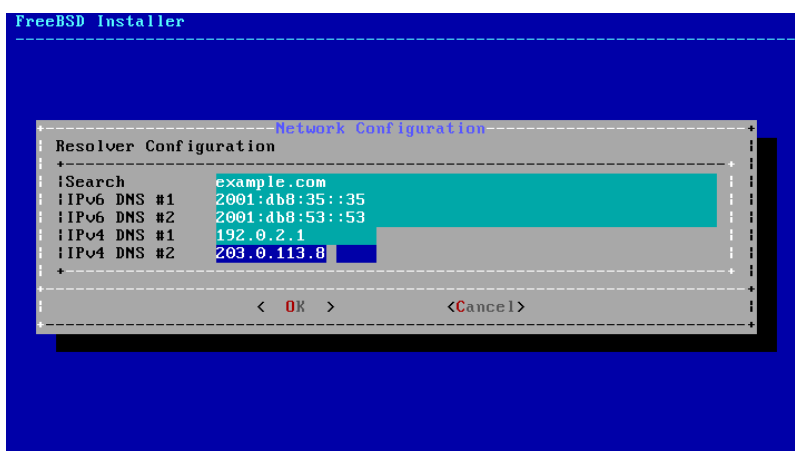 FreeBSD Installer
Network Configuration
Resolver Configuration
Search example.com
IPv6 DNS #1 2001:db8:35::35
IPv6 DNS #2 2001:db8:53::53
IPv4 DNS #1 192.0.2.1
IPv4 DNS #2 203.0.113.8
< OK > <Cancel>